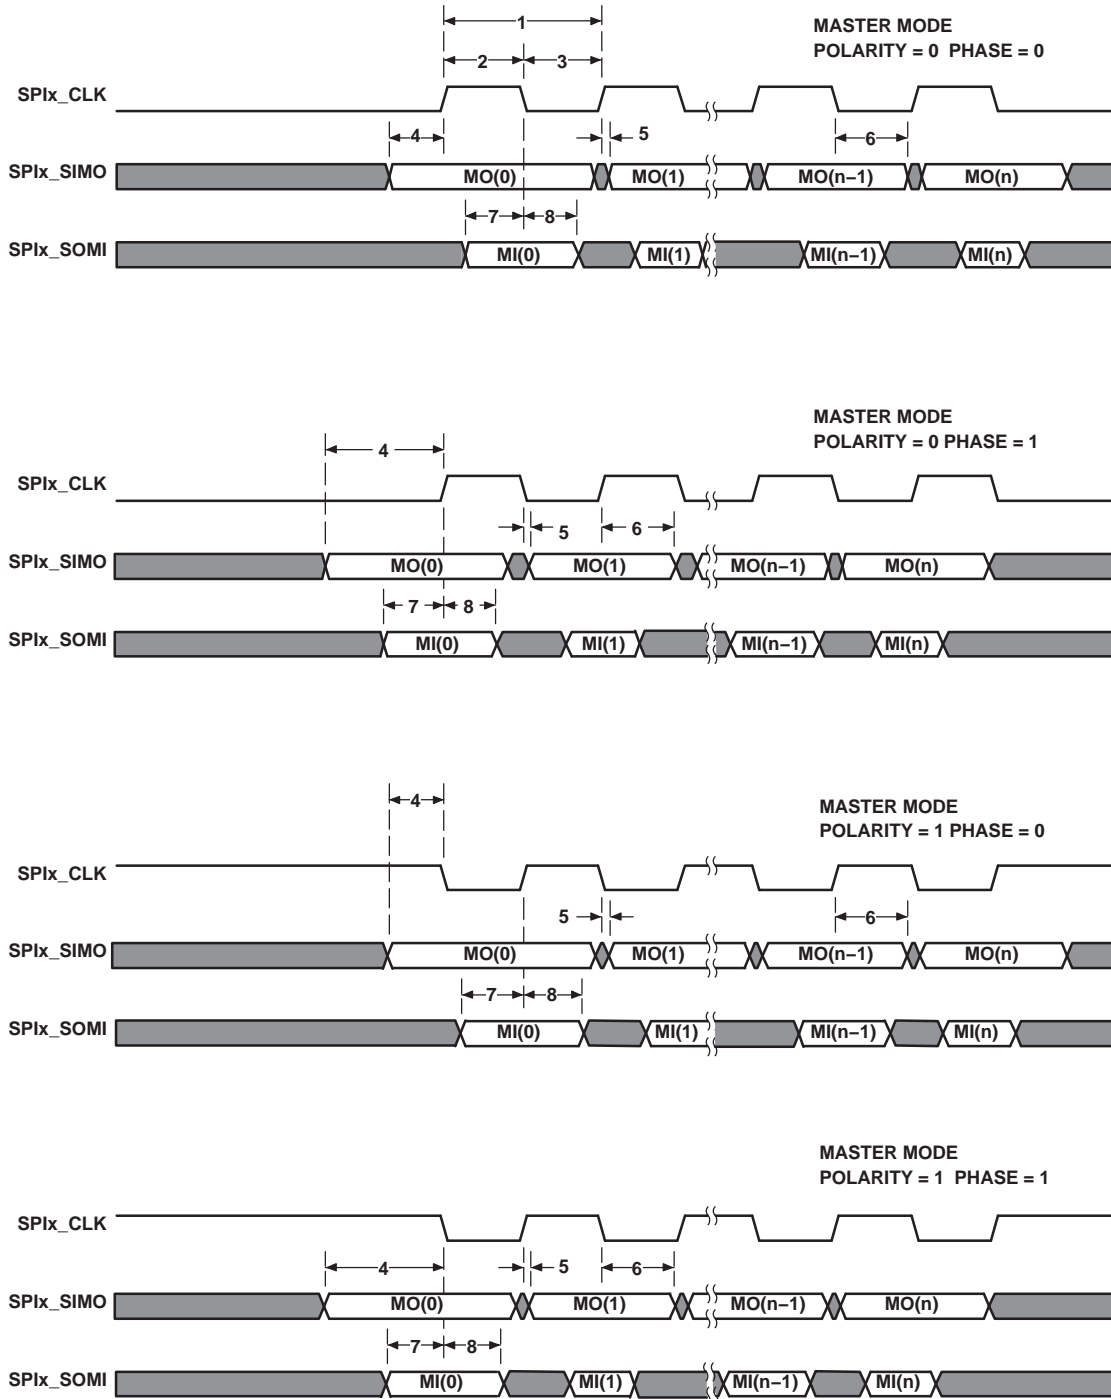 1
MASTER MODE
POLARITY = 0 PHASE = 0
2 3
SPIx_CLK
4 5 6
SPIx_SIMO MO(0) MO(1) MO(n−1) MO(n)
7 8
SPIx_SOMI MI(0) MI(1) MI(n−1) MI(n)
MASTER MODE
POLARITY = 0 PHASE = 1
4
SPIx_CLK
5 6
SPIx_SIMO MO(0) MO(1) MO(n−1) MO(n)
7 8
SPIx_SOMI MI(0) MI(1) MI(n−1) MI(n)
4
MASTER MODE
POLARITY = 1 PHASE = 0
SPIx_CLK
5 6
SPIx_SIMO MO(0) MO(1) MO(n−1) MO(n)
7 8
SPIx_SOMI MI(0) MI(1) MI(n−1) MI(n)
MASTER MODE
POLARITY = 1 PHASE = 1
SPIx_CLK
4 5 6
SPIx_SIMO MO(0) MO(1) MO(n−1) MO(n)
7 8
SPIx_SOMI MI(0) MI(1) MI(n−1) MI(n)